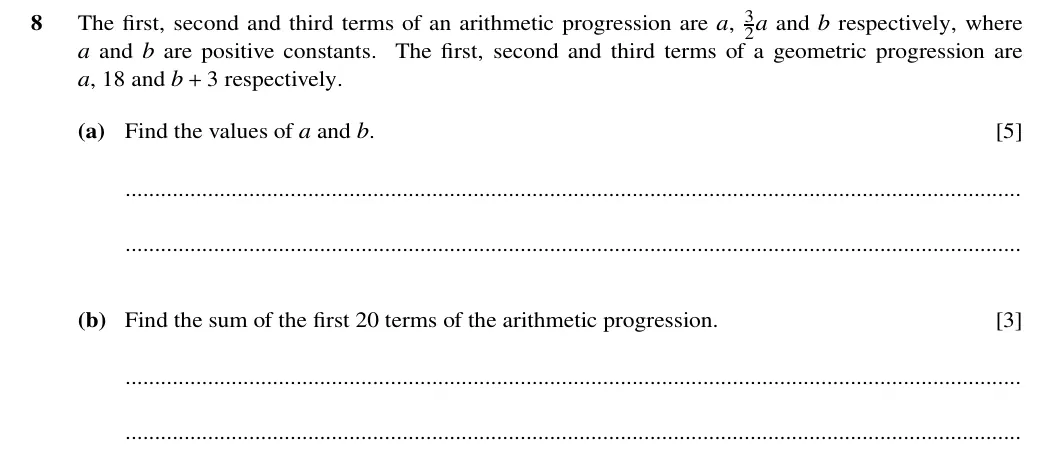 8 The first, second and third terms of an arithmetic progression are a, 3/2 a and b respectively, where
a and b are positive constants. The first, second and third terms of a geometric progression are
a, 18 and b + 3 respectively.
(a) Find the values of a and b. [5]
................................................................................................................................................
................................................................................................................................................
(b) Find the sum of the first 20 terms of the arithmetic progression. [3]
................................................................................................................................................
................................................................................................................................................